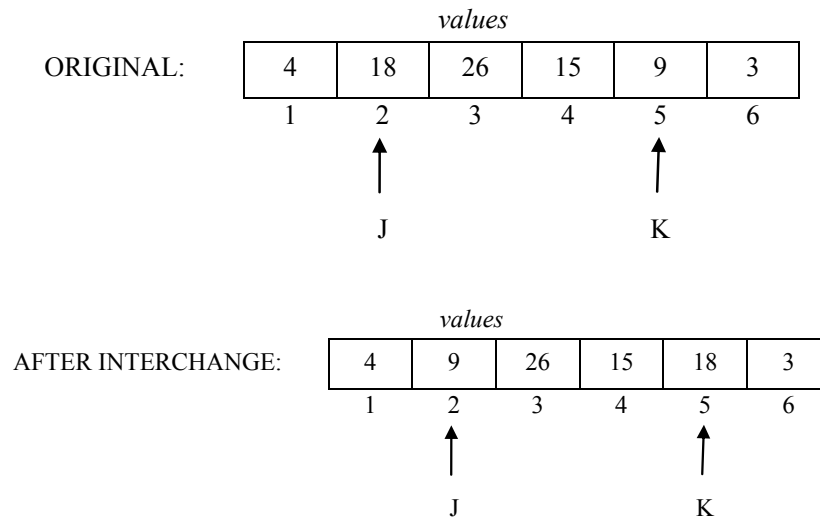 values
ORIGINAL: 4 18 26 15 9 3
1 2 3 4 5 6
J K
values
AFTER INTERCHANGE: 4 9 26 15 18 3
1 2 3 4 5 6
J K